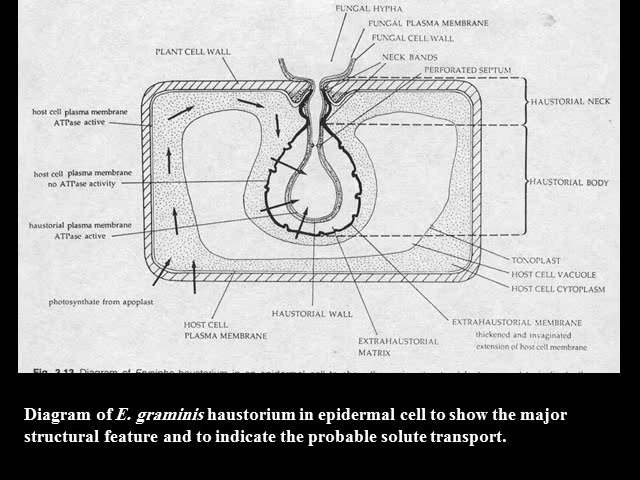 FUNGAL HYPHA
FUNGAL PLASMA MEMBRANE
FUNGAL CELL WALL
PLANT CELL WALL
NECK BANDS
PERFORATED SEPTUM
HAUSTORIAL NECK
host cell plasma membrane
ATPase active
host cell plasma membrane
no ATPase activity
HAUSTORIAL BODY
haustorial plasma membrane
ATPase active
TONOPLAST
HOST CELL VACUOLE
HOST CELL CYTOPLASM
photosynthate from apoplast
HAUSTORIAL WALL
HOST CELL
PLASMA MEMBRANE
EXTRAHAUSTORIAL
MATRIX
EXTRAHAUSTORIAL MEMBRANE
thickened and invaginated
extension of host cell membrane
Diagram of E. graminis haustorium in epidermal cell to show the major
structural feature and to indicate the probable solute transport.